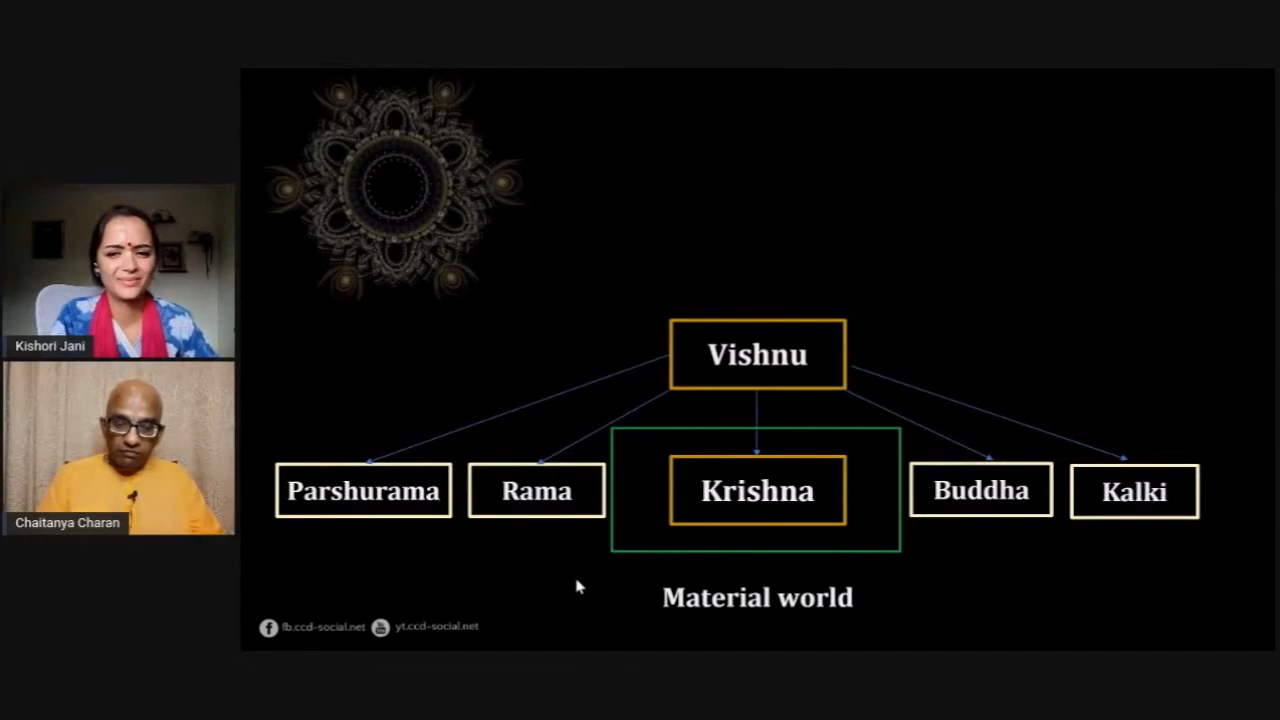 Kishori Jani
Chaitanya Charan
Vishnu
Parshurama
Rama
Krishna
Buddha
Kalki
Material world
fb.ccd-social.net
yt.ccd-social.net